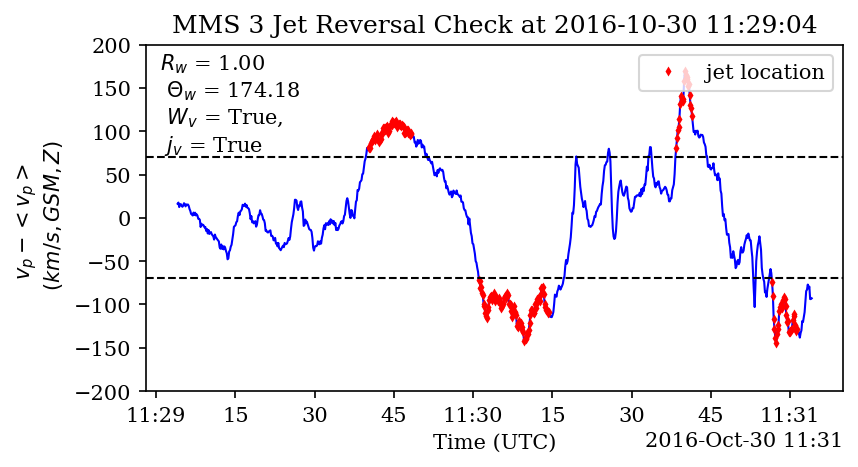 MMS 3 Jet Reversal Check at 2016-10-30 11:29:04
R_w = 1.00
Θ_w = 174.18
W_v = True,
j_v = True
jet location
v_p − <v_p>
(km/s, GSM, Z)
200
150
100
50
0
−50
−100
−150
−200
11:29 15 30 45 11:30 15 30 45 11:31
Time (UTC)
2016-Oct-30 11:31